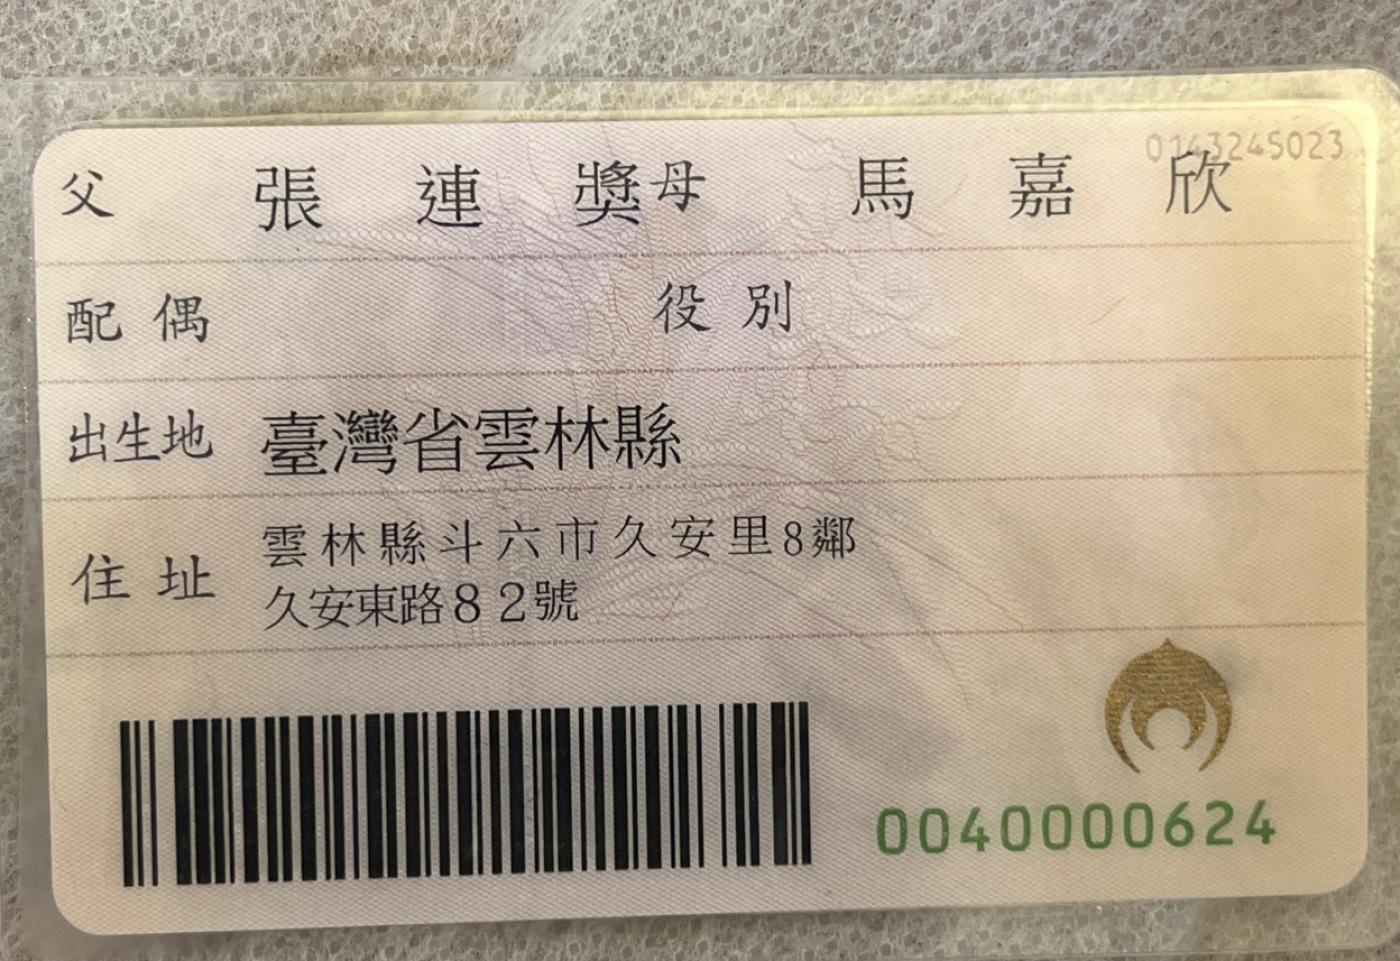 0143245023
父 張連獎 母 馬嘉欣
配偶 役別
出生地 臺灣省雲林縣
住址 雲林縣斗六市久安里8鄰
久安東路82號
0040000624